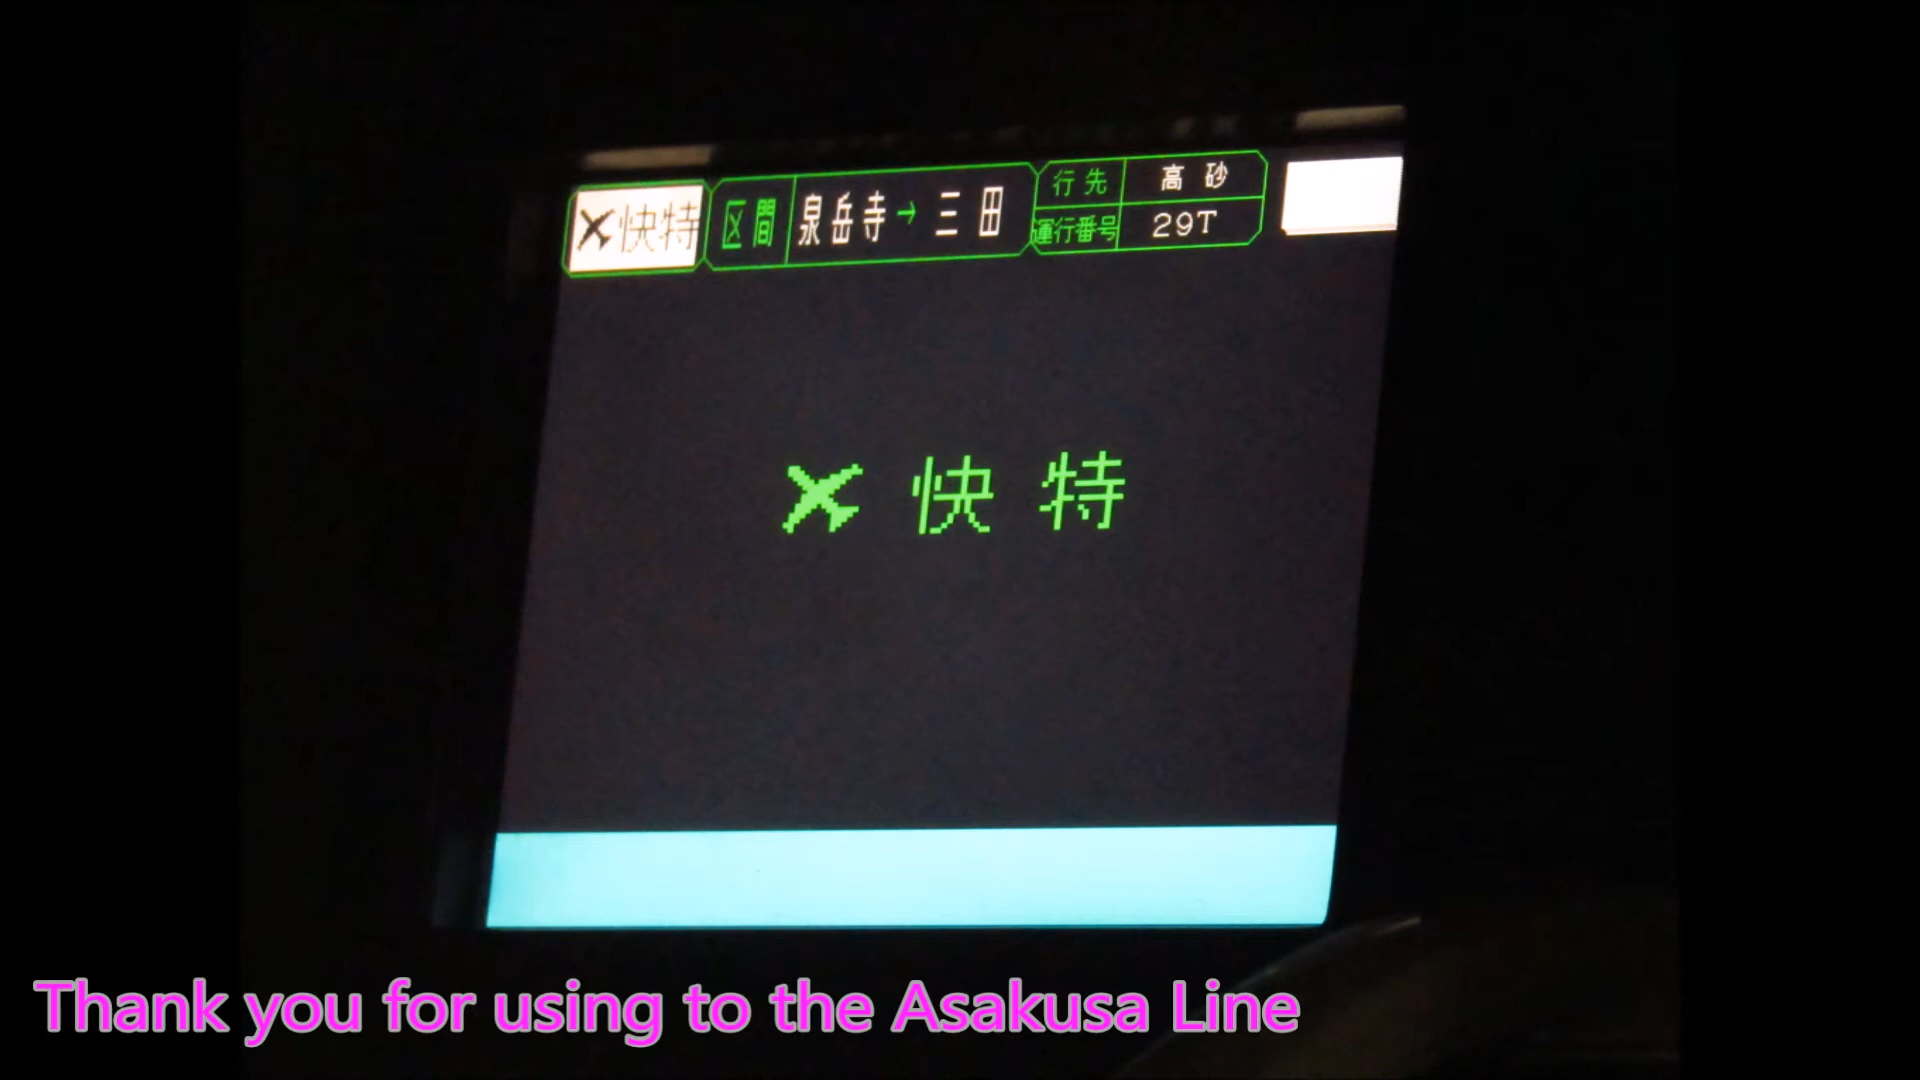 快特
区間 泉岳寺→三田
行先 高砂
運行番号 29T
快特
Thank you for using to the Asakusa Line